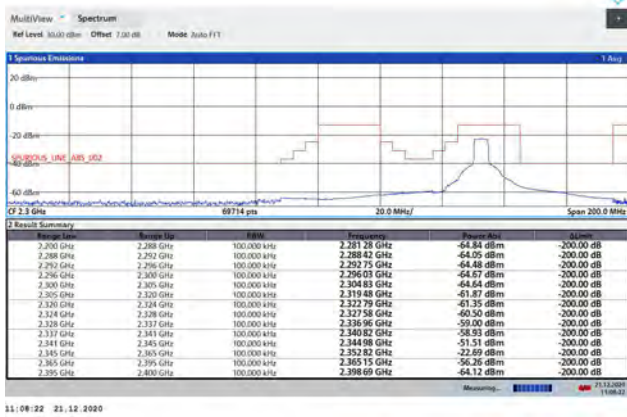 MultiView Spectrum
Ref Level 30.00 dBm Offset 7.00 dB Mode Auto FFT
1 Spurious Emissions 1 Avg
20 dBm
0 dBm
-20 dBm
SPURIOUS_LINE_ABS_002
-40 dBm
-60 dBm
CF 2.3 GHz 69714 pts 20.0 MHz/ Span 200.0 MHz
2 Result Summary
Range Low Range Up RBW Frequency Power Abs ΔLimit
2.200 GHz 2.288 GHz 100.000 kHz 2.281 28 GHz -64.84 dBm -200.00 dB
2.288 GHz 2.292 GHz 100.000 kHz 2.288 42 GHz -64.05 dBm -200.00 dB
2.292 GHz 2.296 GHz 100.000 kHz 2.292 75 GHz -64.48 dBm -200.00 dB
2.296 GHz 2.300 GHz 100.000 kHz 2.296 03 GHz -64.67 dBm -200.00 dB
2.300 GHz 2.305 GHz 100.000 kHz 2.304 83 GHz -64.64 dBm -200.00 dB
2.305 GHz 2.320 GHz 100.000 kHz 2.319 48 GHz -61.87 dBm -200.00 dB
2.320 GHz 2.324 GHz 100.000 kHz 2.322 79 GHz -61.35 dBm -200.00 dB
2.324 GHz 2.328 GHz 100.000 kHz 2.327 58 GHz -60.50 dBm -200.00 dB
2.328 GHz 2.337 GHz 100.000 kHz 2.336 96 GHz -59.00 dBm -200.00 dB
2.337 GHz 2.341 GHz 100.000 kHz 2.340 82 GHz -58.93 dBm -200.00 dB
2.341 GHz 2.345 GHz 100.000 kHz 2.344 98 GHz -51.51 dBm -200.00 dB
2.345 GHz 2.365 GHz 100.000 kHz 2.352 82 GHz -22.69 dBm -200.00 dB
2.365 GHz 2.395 GHz 100.000 kHz 2.365 15 GHz -56.26 dBm -200.00 dB
2.395 GHz 2.400 GHz 100.000 kHz 2.398 69 GHz -64.12 dBm -200.00 dB
Measuring... 21.12.2020
11:08:22
11:08:22 21.12.2020